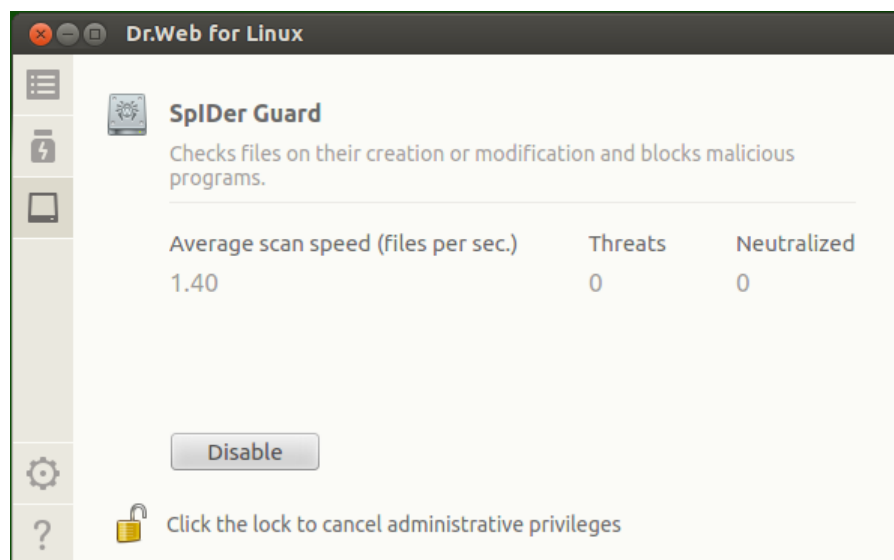 Dr.Web for Linux
SpIDer Guard
Checks files on their creation or modification and blocks malicious
programs.
Average scan speed (files per sec.) Threats Neutralized
1.40 0 0
Disable
Click the lock to cancel administrative privileges
?